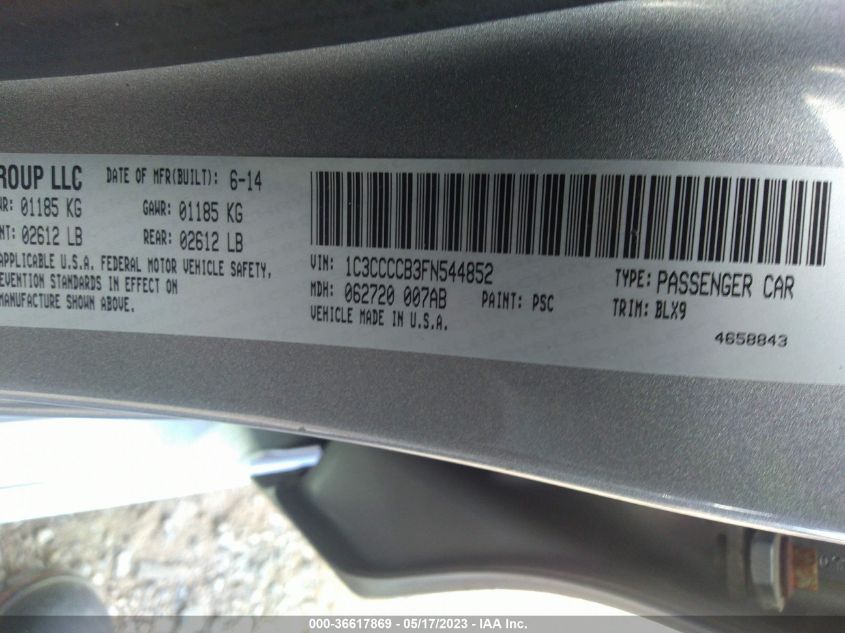 ROUP LLC DATE OF MFR(BUILT): 6-14
WR: 01185 KG GAWR: 01185 KG
NT: 02612 LB REAR: 02612 LB
APPLICABLE U.S.A. FEDERAL MOTOR VEHICLE SAFETY,
EVENTION STANDARDS IN EFFECT ON
MANUFACTURE SHOWN ABOVE.
VIN: 1C3CCCCB3FN544852 TYPE: PASSENGER CAR
MDH: 062720 007AB PAINT: PSC TRIM: BLX9
VEHICLE MADE IN U.S.A.
4658843
000-36617869 - 05/17/2023 - IAA Inc.